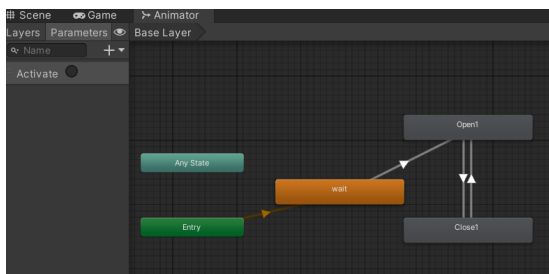 Scene Game Animator
Layers Parameters Base Layer
Name
Activate
Open1
Any State
wait
Entry
Close1